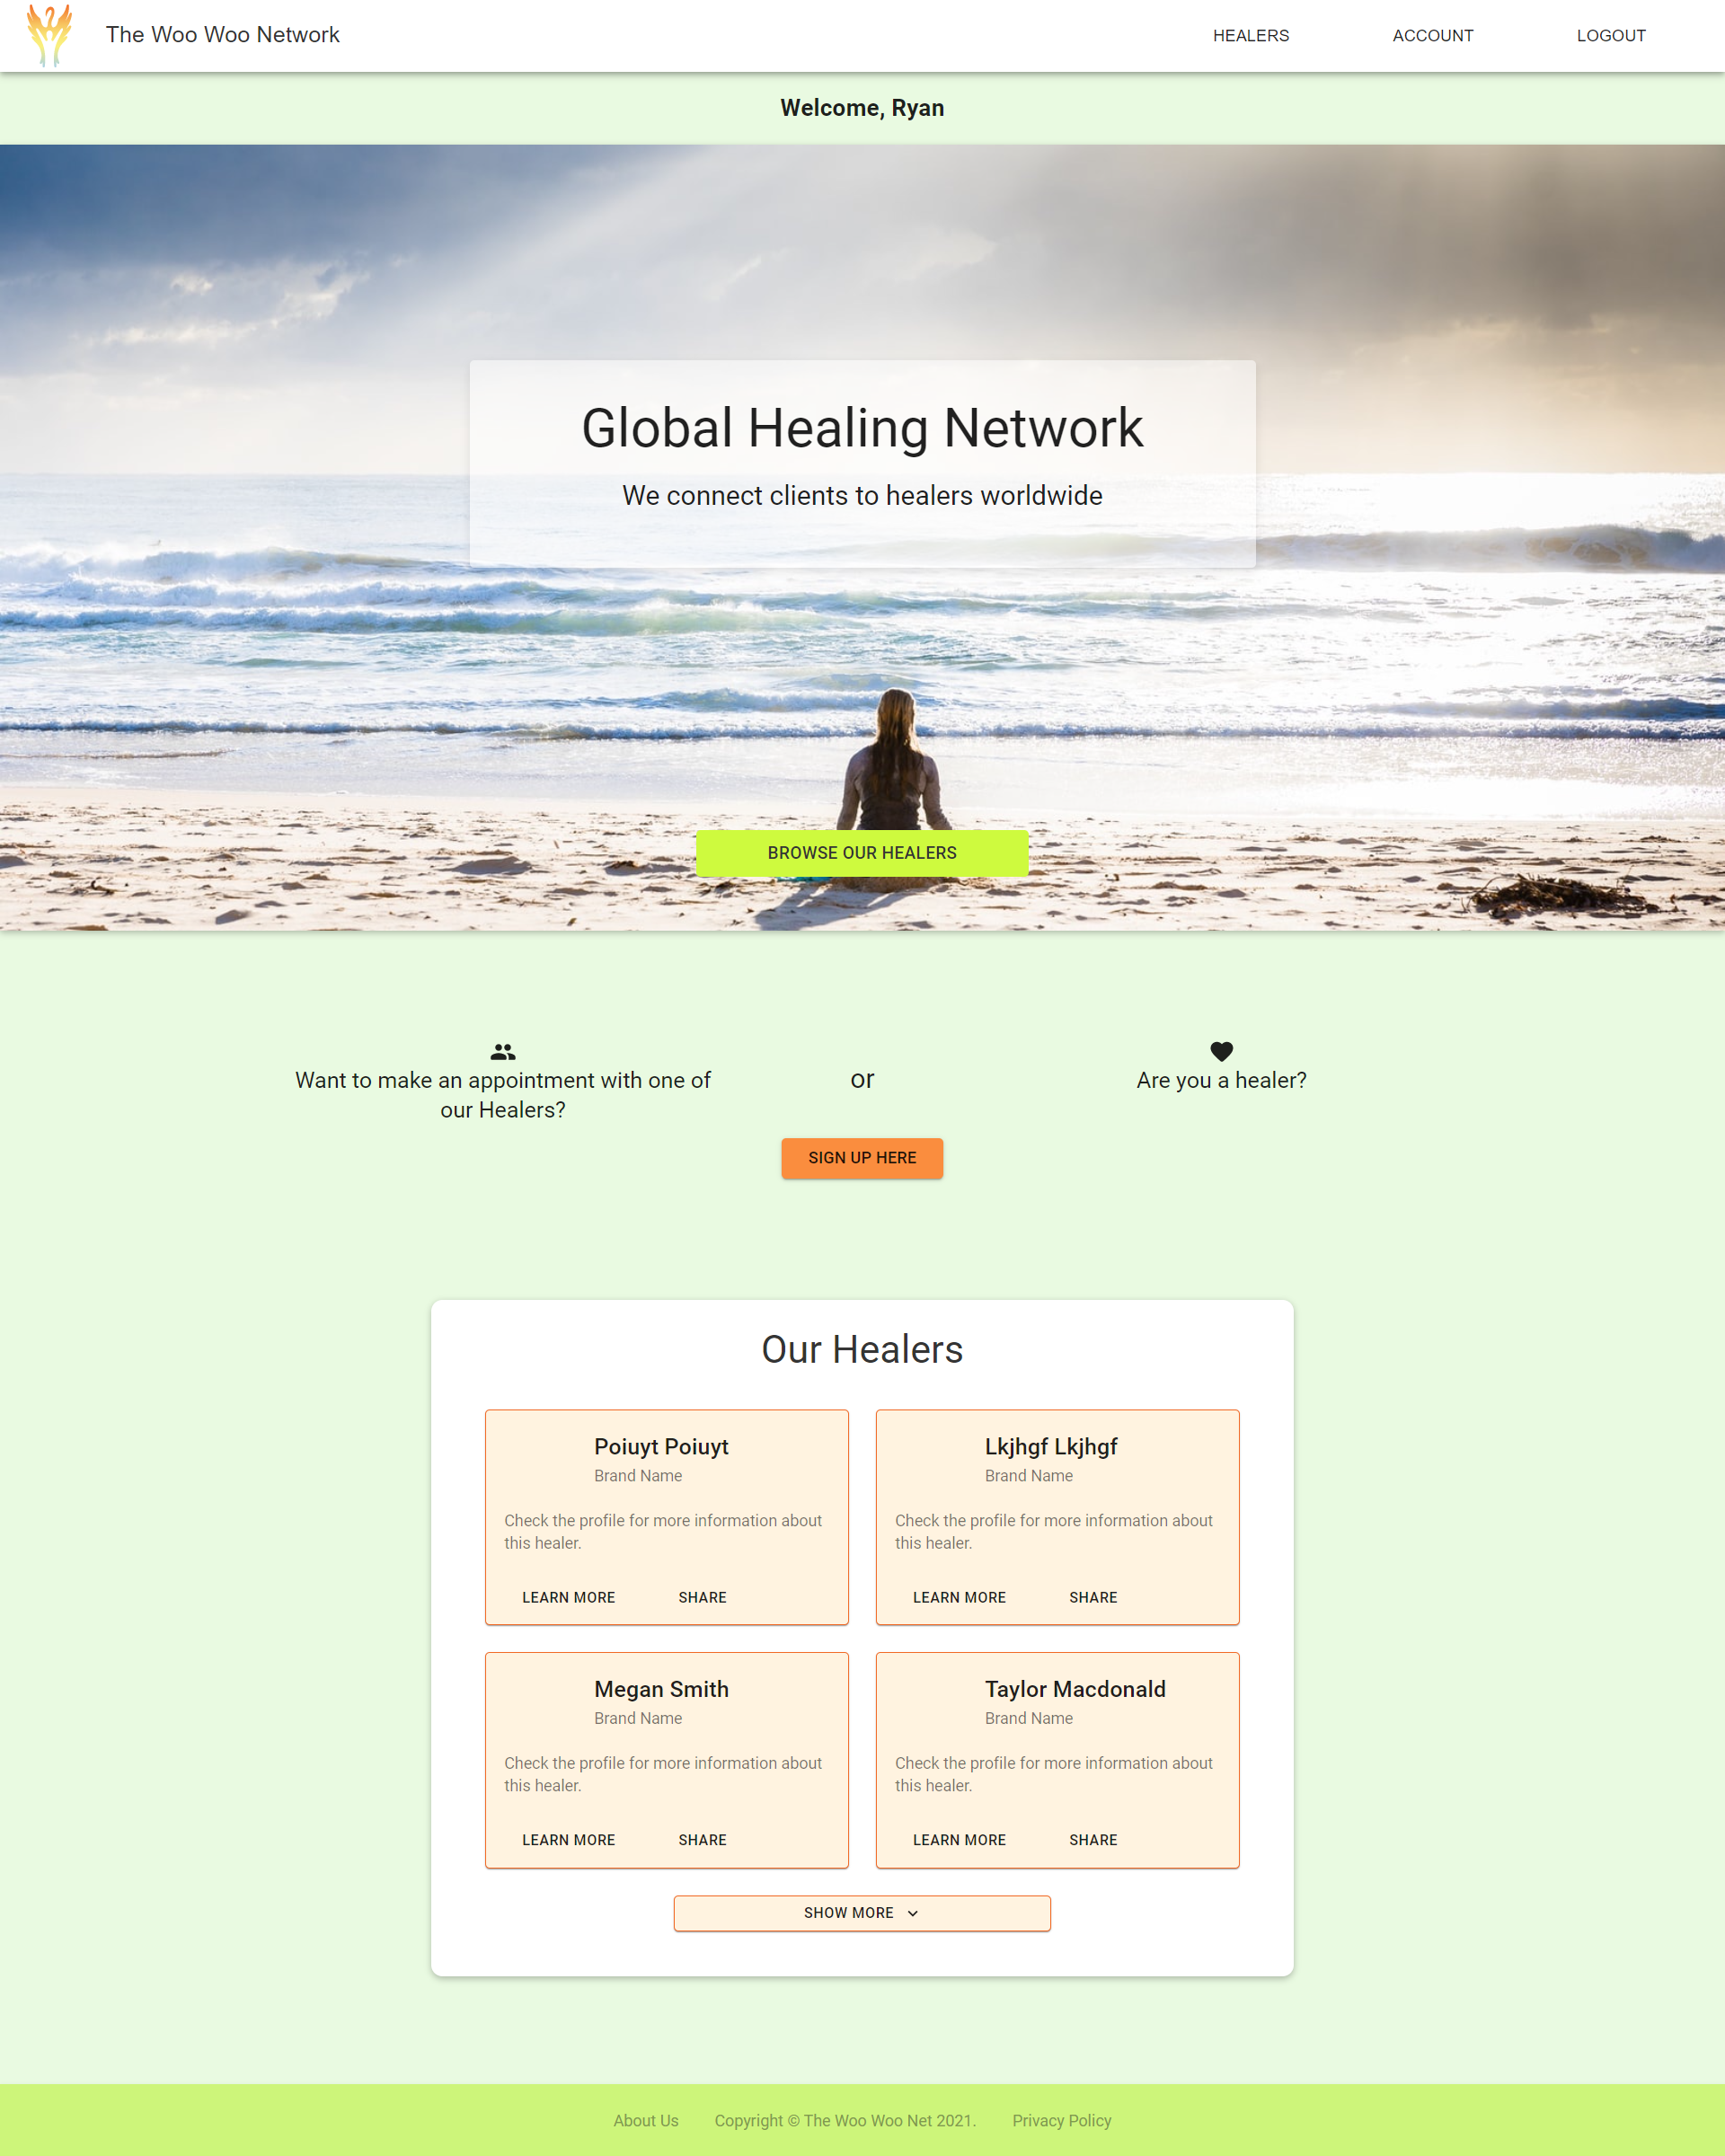 The Woo Woo Network
HEALERS
ACCOUNT
LOGOUT
Welcome, Ryan
Global Healing Network
We connect clients to healers worldwide
BROWSE OUR HEALERS
Want to make an appointment with one of
our Healers?
or
Are you a healer?
SIGN UP HERE
Our Healers
Poiuyt Poiuyt
Brand Name
Check the profile for more information about
this healer.
LEARN MORE
SHARE
Lkjhgf Lkjhgf
Brand Name
Check the profile for more information about
this healer.
LEARN MORE
SHARE
Megan Smith
Brand Name
Check the profile for more information about
this healer.
LEARN MORE
SHARE
Taylor Macdonald
Brand Name
Check the profile for more information about
this healer.
LEARN MORE
SHARE
SHOW MORE
About Us
Copyright © The Woo Woo Net 2021.
Privacy Policy